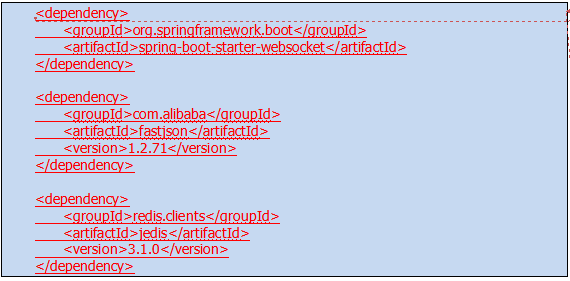 <dependency>
<groupId>org.springframework.boot</groupId>
<artifactId>spring-boot-starter-websocket</artifactId>
</dependency>
<dependency>
<groupId>com.alibaba</groupId>
<artifactId>fastjson</artifactId>
<version>1.2.71</version>
</dependency>
<dependency>
<groupId>redis.clients</groupId>
<artifactId>jedis</artifactId>
<version>3.1.0</version>
</dependency>